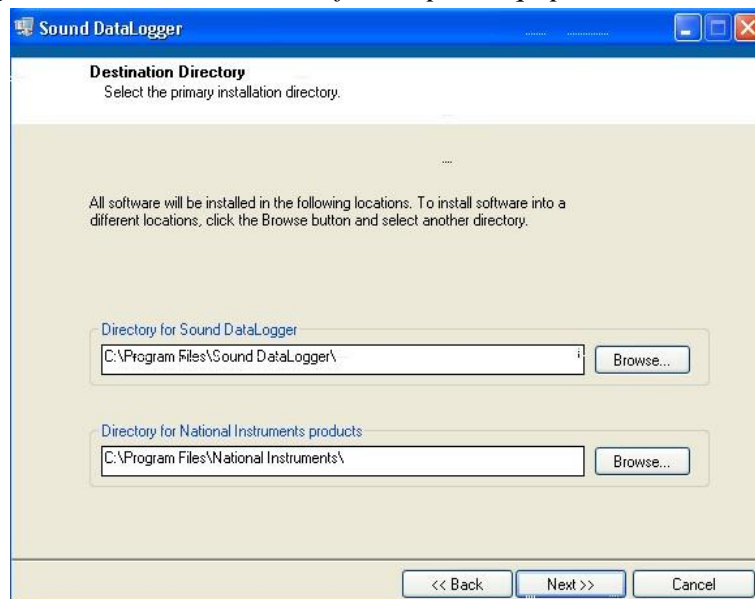 Sound DataLogger
Destination Directory
Select the primary installation directory.
All software will be installed in the following locations. To install software into a
different locations, click the Browse button and select another directory.
Directory for Sound DataLogger
C:\Program Files\Sound DataLogger\
Browse...
Directory for National Instruments products
C:\Program Files\National Instruments\
Browse...
<< Back
Next >>
Cancel